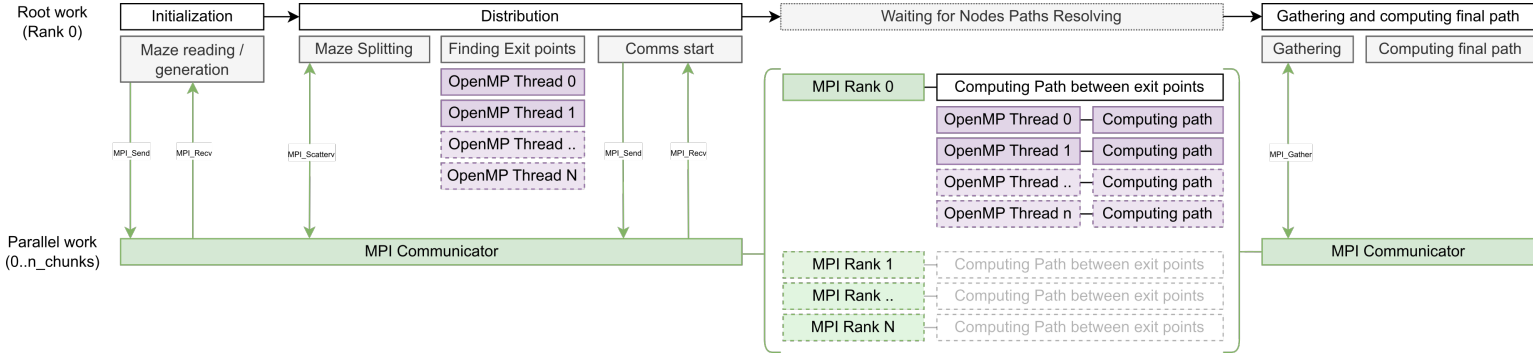 Root work
(Rank 0)
Initialization
Distribution
Waiting for Nodes Paths Resolving
Gathering and computing final path
Maze reading /
generation
Maze Splitting
Finding Exit points
Comms start
Gathering
Computing final path
OpenMP Thread 0
OpenMP Thread 1
OpenMP Thread ..
OpenMP Thread N
MPI Rank 0
Computing Path between exit points
OpenMP Thread 0
Computing path
OpenMP Thread 1
Computing path
OpenMP Thread ..
Computing path
OpenMP Thread n
Computing path
MPI_Send
MPI_Recv
MPI_Scatterv
MPI_Send
MPI_Recv
MPI_Gather
Parallel work
(0..n_chunks)
MPI Communicator
MPI Communicator
MPI Rank 1
Computing Path between exit points
MPI Rank ..
Computing Path between exit points
MPI Rank N
Computing Path between exit points